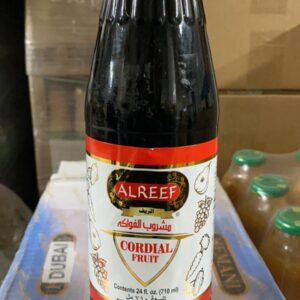 ALREEF
الريف
مشروب الفواكه
CORDIAL
FRUIT
Contents 24 fl. oz. (710 ml)
DUBAI